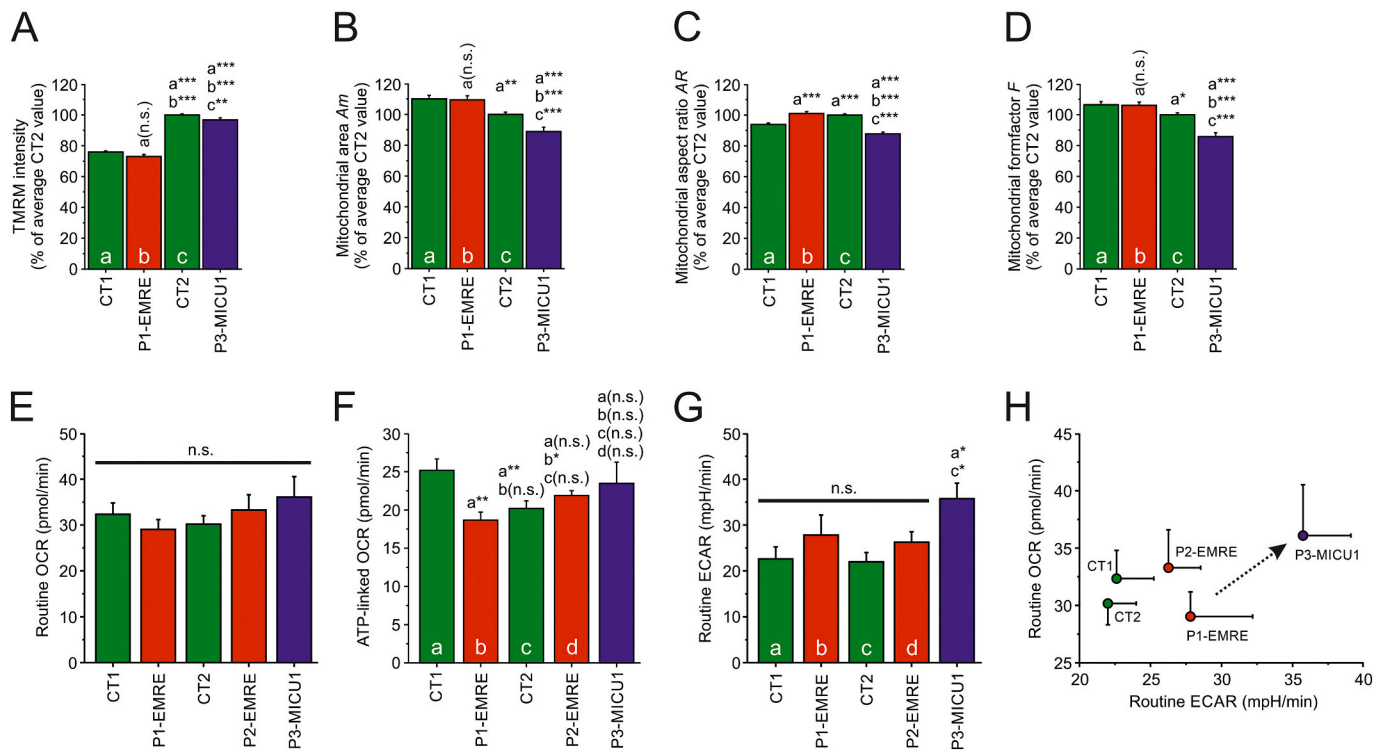 A
TMRM intensity
(% of average CT2 value)
120
100
80
60
40
20
0
a(n.s.)
a***
b***
a***
b***
c**
a
b
c
CT1
P1-EMRE
CT2
P3-MICU1
B
Mitochondrial area Am
(% of average CT2 value)
120
100
80
60
40
20
0
a(n.s.)
a**
a***
b***
c***
a
b
c
CT1
P1-EMRE
CT2
P3-MICU1
C
Mitochondrial aspect ratio AR
(% of average CT2 value)
120
100
80
60
40
20
0
a***
a***
a***
b***
c***
a
b
c
CT1
P1-EMRE
CT2
P3-MICU1
D
Mitochondrial formfactor F
(% of average CT2 value)
120
100
80
60
40
20
0
a(n.s.)
a*
a***
b***
c***
a
b
c
CT1
P1-EMRE
CT2
P3-MICU1
E
Routine OCR (pmol/min)
50
40
30
20
10
0
n.s.
CT1
P1-EMRE
CT2
P2-EMRE
P3-MICU1
F
ATP-linked OCR (pmol/min)
30
25
20
15
10
5
0
a**
a**
b(n.s.)
a(n.s.)
b*
c(n.s.)
a(n.s.)
b(n.s.)
c(n.s.)
d(n.s.)
a
b
c
d
CT1
P1-EMRE
CT2
P2-EMRE
P3-MICU1
G
Routine ECAR (mpH/min)
50
40
30
20
10
0
n.s.
a*
c*
a
b
c
d
CT1
P1-EMRE
CT2
P2-EMRE
P3-MICU1
H
Routine OCR (pmol/min)
45
40
35
30
25
CT1
CT2
P2-EMRE
P1-EMRE
P3-MICU1
20
25
30
35
40
Routine ECAR (mpH/min)